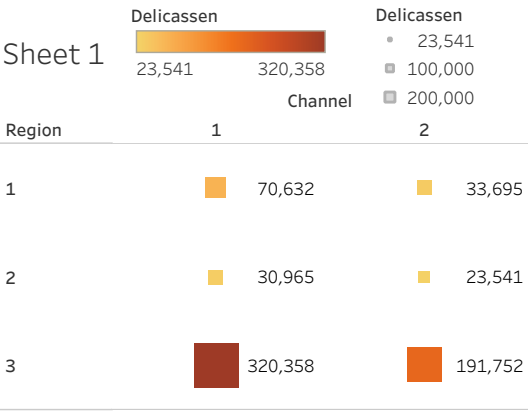 Sheet 1
Delicassen
23,541 320,358
Delicassen
23,541
100,000
200,000
Channel
Region 1 2
1 70,632 33,695
2 30,965 23,541
3 320,358 191,752